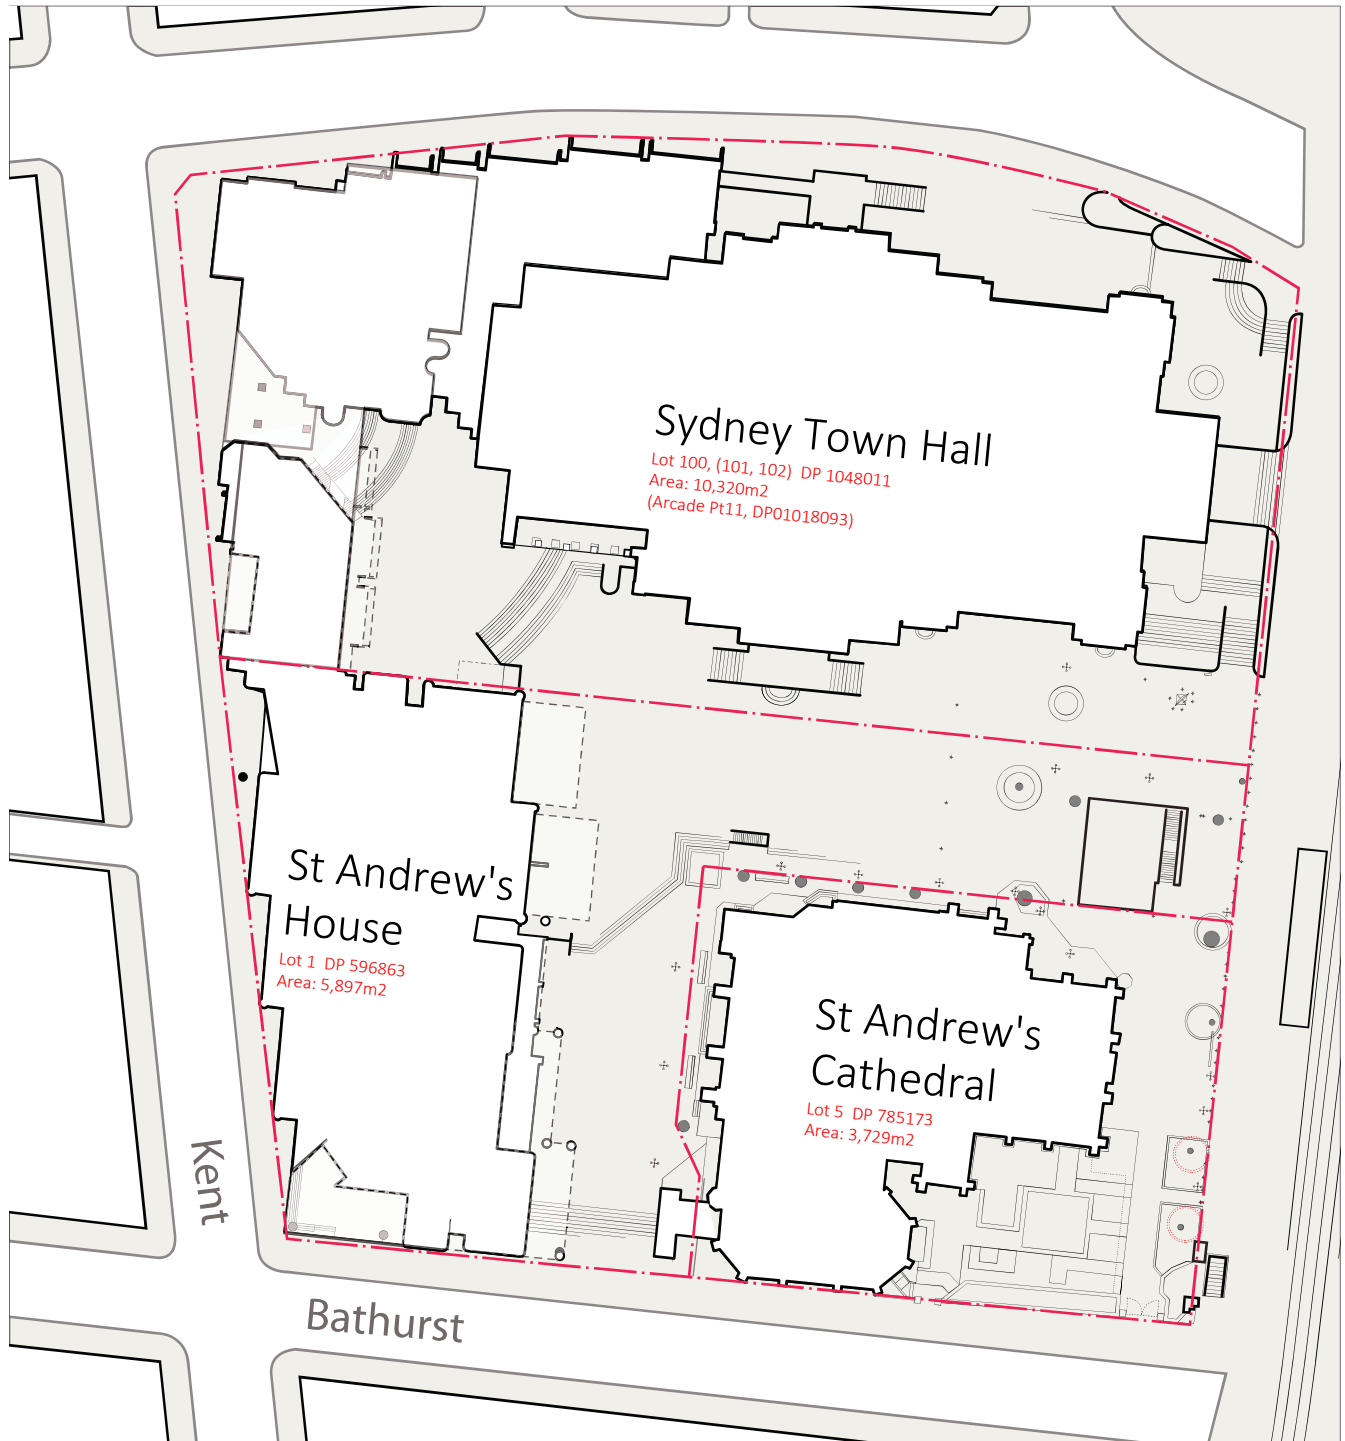 Sydney Town Hall
Lot 100, (101, 102) DP 1048011
Area: 10,320m2
(Arcade Pt11, DP01018093)
St Andrew's
House
Lot 1 DP 596863
Area: 5,897m2
St Andrew's
Cathedral
Lot 5 DP 785173
Area: 3,729m2
Kent
Bathurst